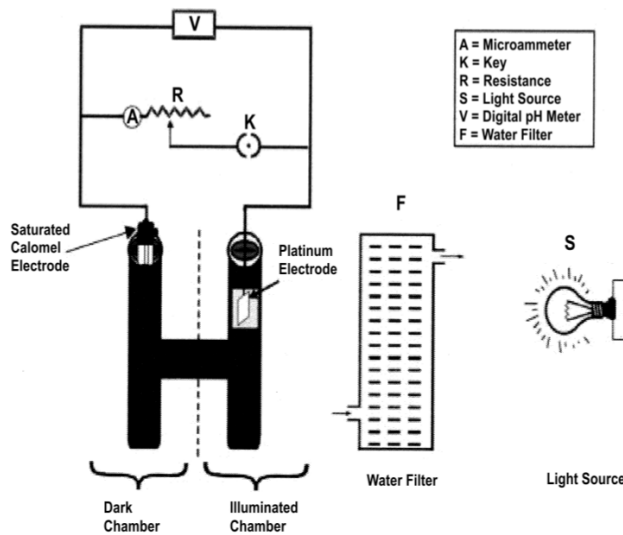 V
A = Microammeter
K = Key
R = Resistance
S = Light Source
V = Digital pH Meter
F = Water Filter
R
A
K
Saturated
Calomel
Electrode
Platinum
Electrode
F
S
Water Filter
Light Source
Dark
Chamber
Illuminated
Chamber